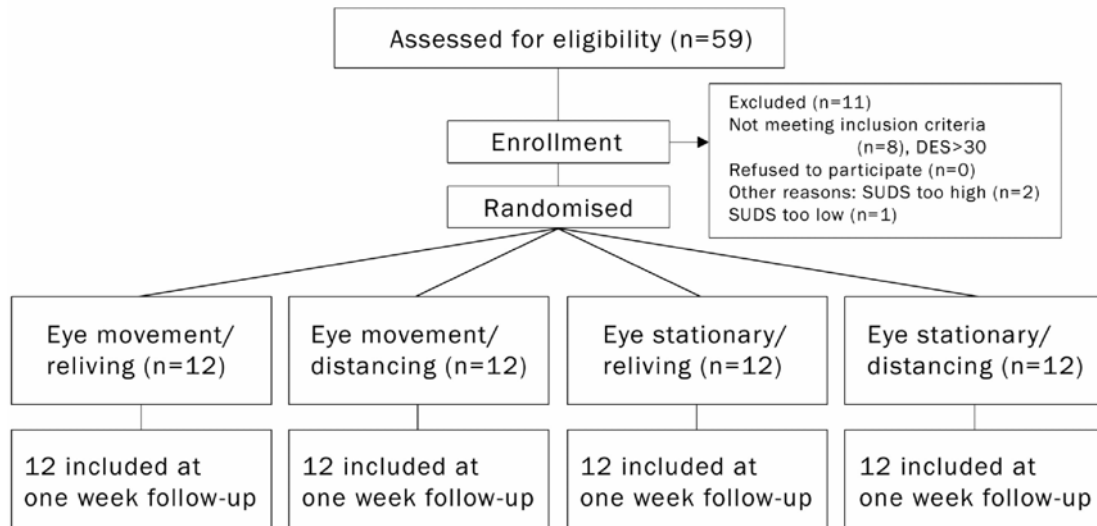 Assessed for eligibility (n=59)
Excluded (n=11)
Not meeting inclusion criteria
(n=8), DES>30
Refused to participate (n=0)
Other reasons: SUDS too high (n=2)
SUDS too low (n=1)
Enrollment
Randomised
Eye movement/
reliving (n=12)
Eye movement/
distancing (n=12)
Eye stationary/
reliving (n=12)
Eye stationary/
distancing (n=12)
12 included at
one week follow-up
12 included at
one week follow-up
12 included at
one week follow-up
12 included at
one week follow-up